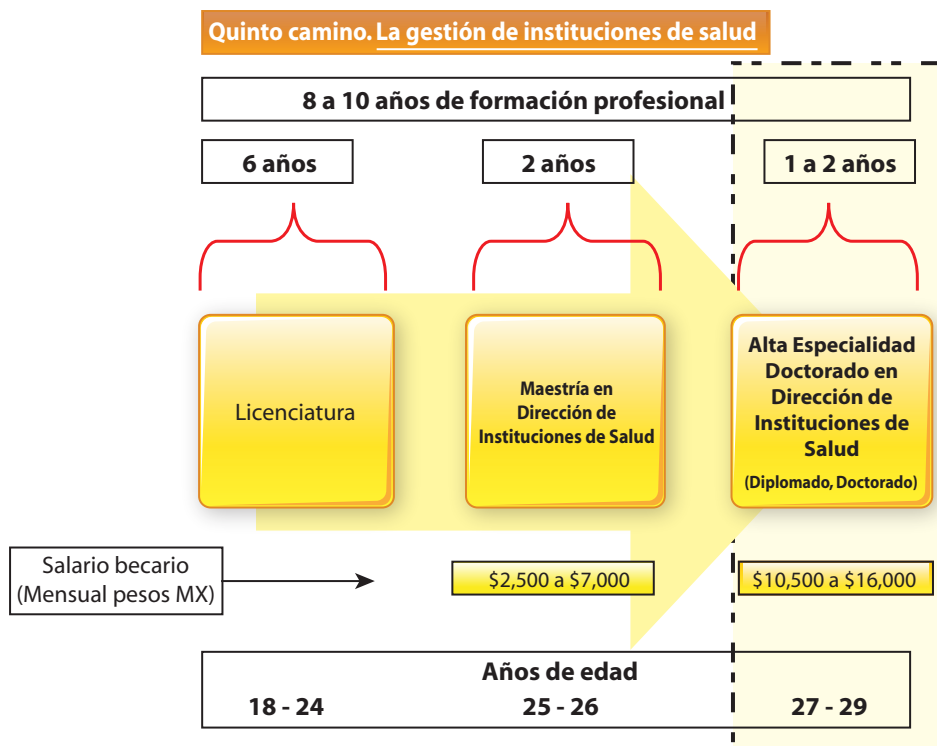 Quinto camino. La gestión de instituciones de salud
8 a 10 años de formación profesional
6 años
2 años
1 a 2 años
Licenciatura
Maestría en
Dirección de
Instituciones de Salud
Alta Especialidad
Doctorado en
Dirección de
Instituciones de
Salud
(Diplomado, Doctorado)
Salario becario
(Mensual pesos MX)
$2,500 a $7,000
$10,500 a $16,000
Años de edad
18 - 24
25 - 26
27 - 29